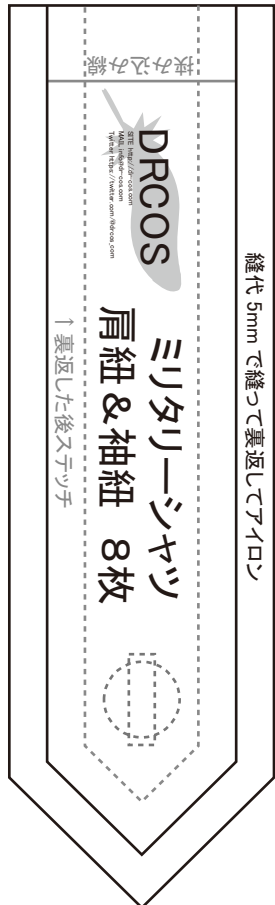 挟み込み線
DRCOS
SITE http://dr-cos.com
MAIL info@dr-cos.com
Twitter https://twitter.com/@drcos_com
ミリタリーシャツ
肩紐&袖紐 8枚
縫代 5mm で縫って裏返してアイロン
↑裏返した後ステッチ